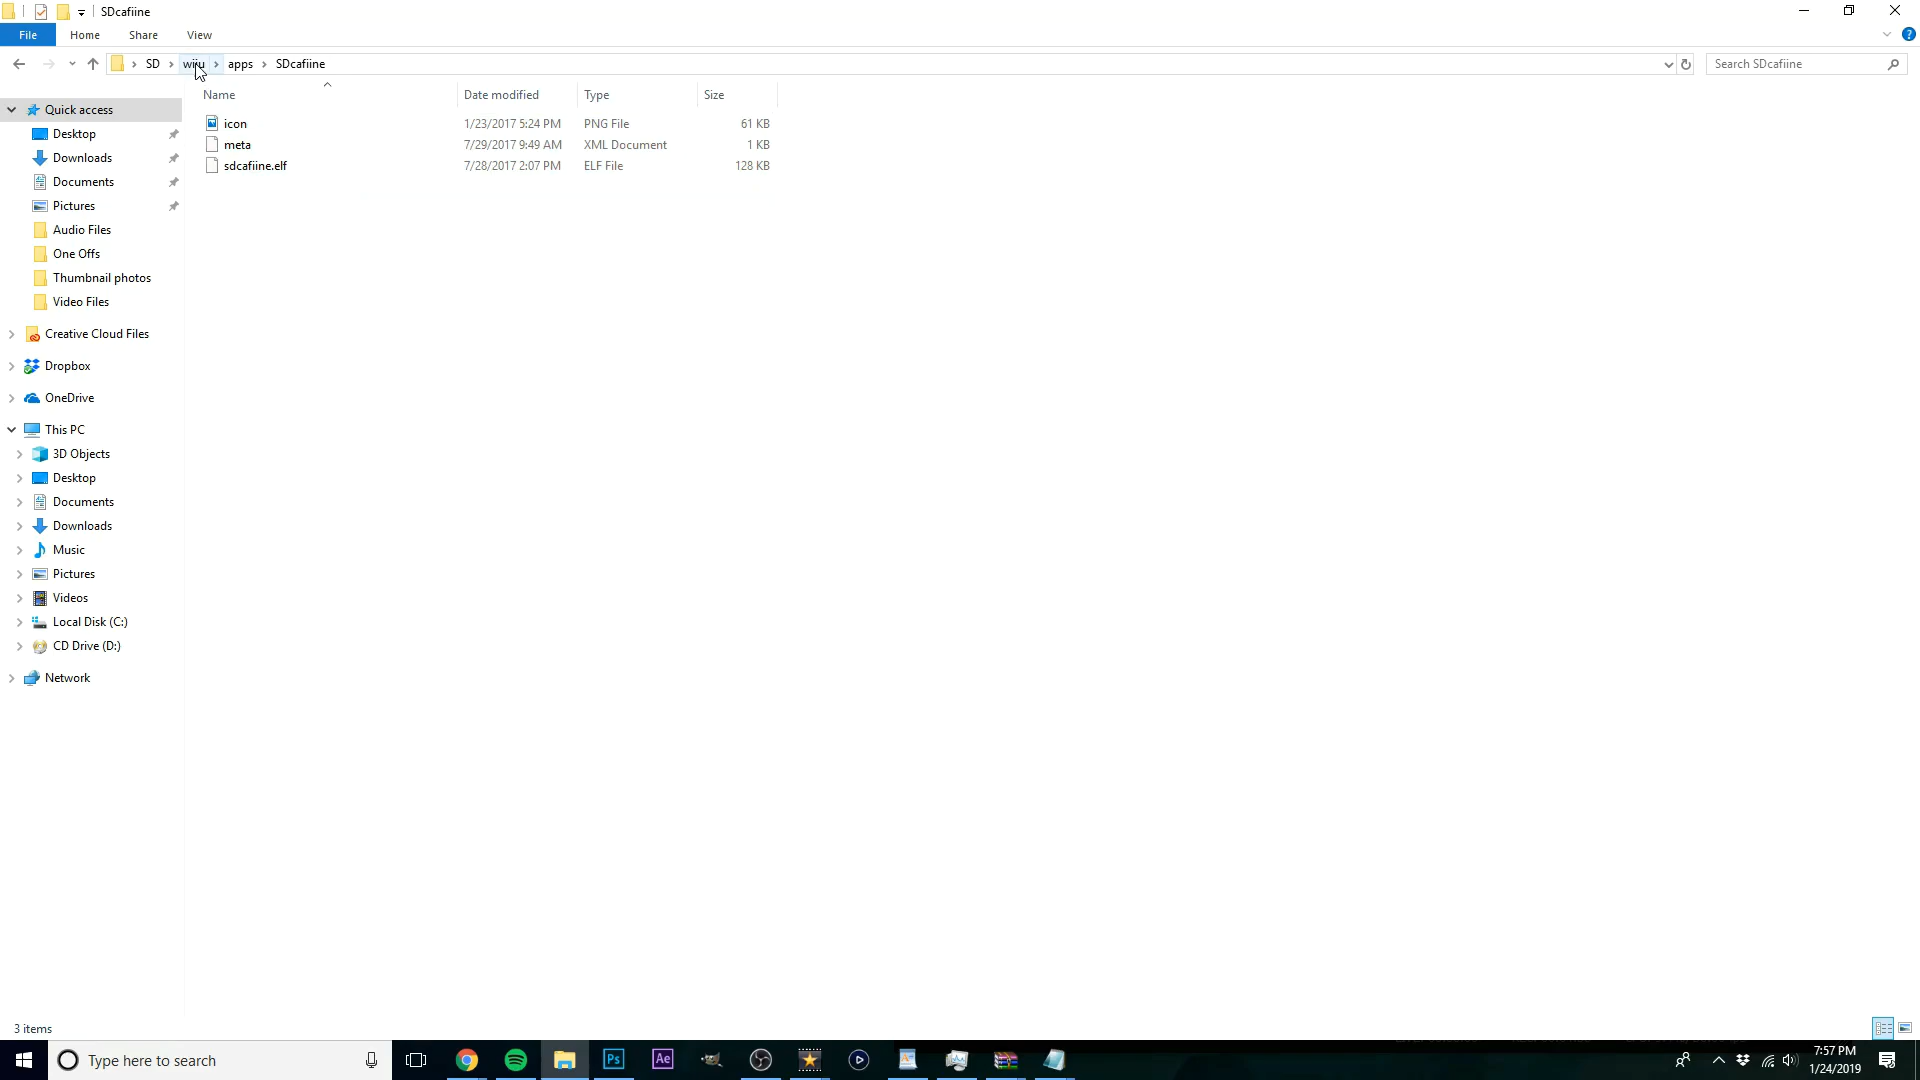 SDcafiine
File Home Share View
SD wiiu apps SDcafiine Search SDcafiine
Name Date modified Type Size
icon 1/23/2017 5:24 PM PNG File 61 KB
meta 7/29/2017 9:49 AM XML Document 1 KB
sdcafiine.elf 7/28/2017 2:07 PM ELF File 128 KB
Quick access
Desktop
Downloads
Documents
Pictures
Audio Files
One Offs
Thumbnail photos
Video Files
Creative Cloud Files
Dropbox
OneDrive
This PC
3D Objects
Desktop
Documents
Downloads
Music
Pictures
Videos
Local Disk (C:)
CD Drive (D:)
Network
3 items
Type here to search
Ps
Ae
7:57 PM
1/24/2019